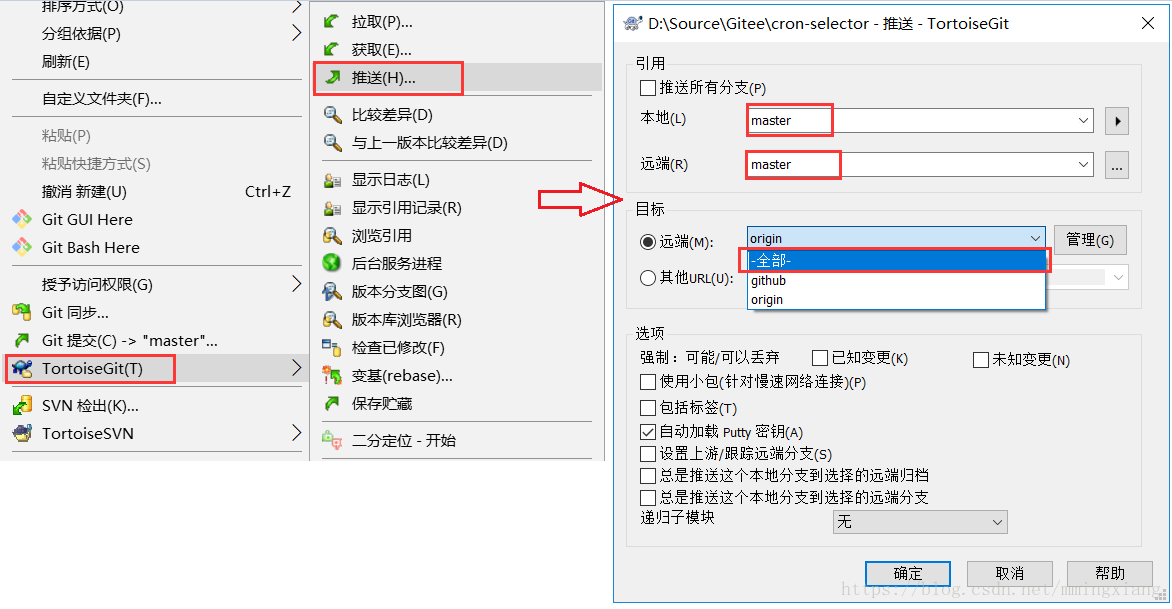 排序方式(O)
分组依据(P)
刷新(E)
自定义文件夹(F)...
粘贴(P)
粘贴快捷方式(S)
撤消 新建(U) Ctrl+Z
Git GUI Here
Git Bash Here
授予访问权限(G)
Git 同步...
Git 提交(C) -> "master"...
TortoiseGit(T)
SVN 检出(K)...
TortoiseSVN
拉取(P)...
获取(E)...
推送(H)...
比较差异(D)
与上一版本比较差异(D)
显示日志(L)
显示引用记录(R)
浏览引用
后台服务进程
版本分支图(G)
版本库浏览器(R)
检查已修改(F)
变基(rebase)...
保存贮藏
二分定位 - 开始
D:\Source\Gitee\cron-selector - 推送 - TortoiseGit
引用
推送所有分支(P)
本地(L) master
远端(R) master ...
目标
远端(M): origin 管理(G)
-全部-
其他URL(U): github
origin
选项
强制：可能/可以丢弃 已知变更(K) 未知变更(N)
使用小包(针对慢速网络连接)(P)
包括标签(T)
自动加载 Putty 密钥(A)
设置上游/跟踪远端分支(S)
总是推送这个本地分支到选择的远端归档
总是推送这个本地分支到选择的远端分支
递归子模块 无
确定 取消 帮助
https://blog.csdn.net/mmingxiang